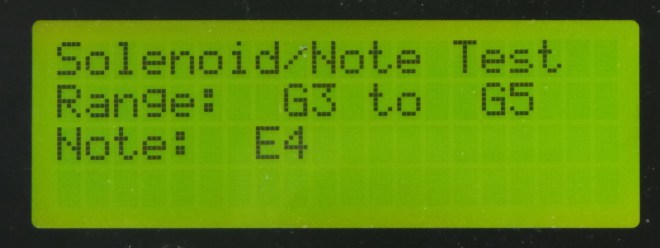 Solenoid/Note Test
Range:  G3 to  G5
Note:  E4